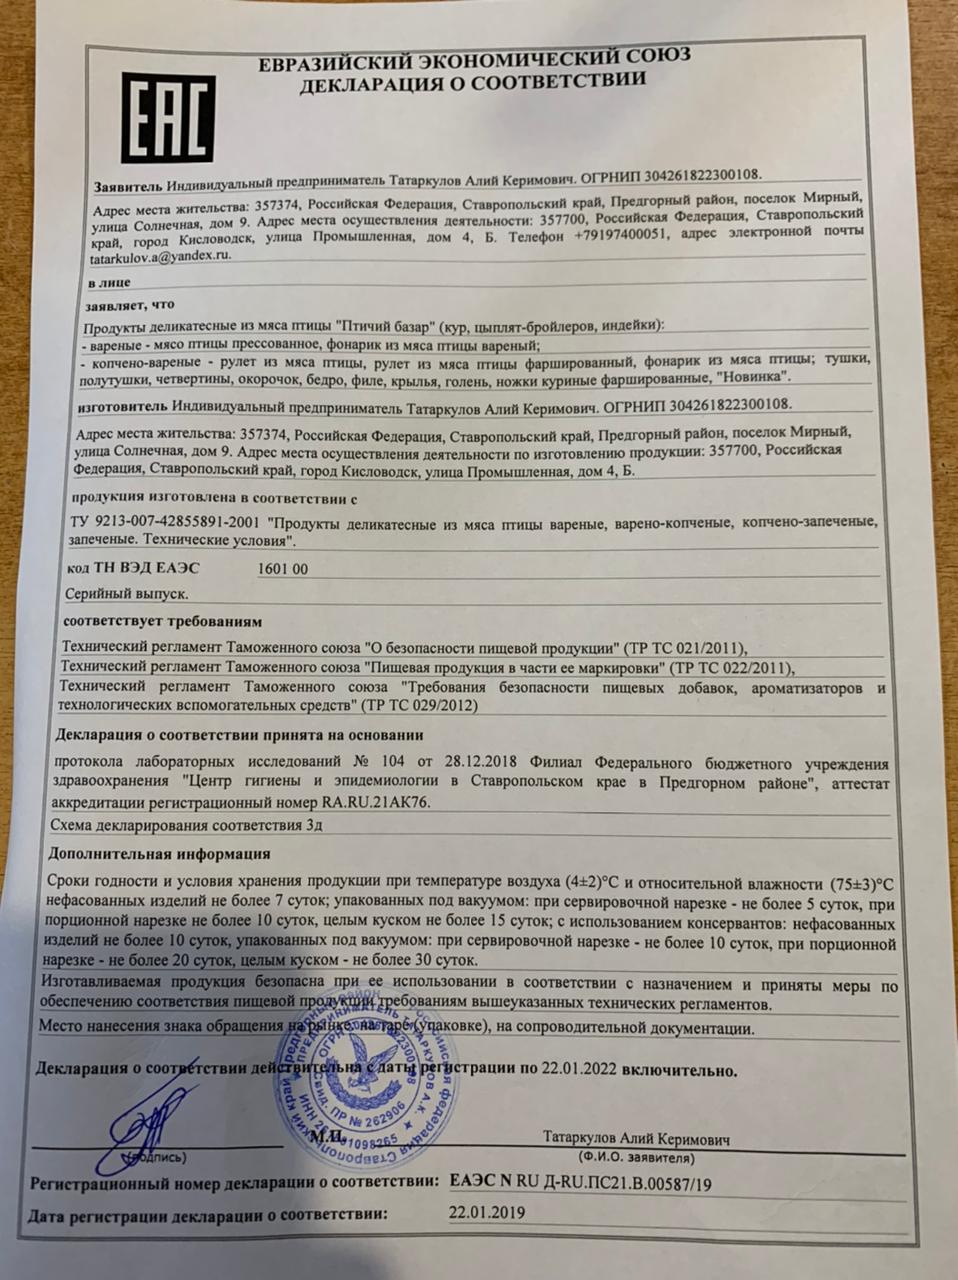 ЕВРАЗИЙСКИЙ ЭКОНОМИЧЕСКИЙ СОЮЗ
ДЕКЛАРАЦИЯ О СООТВЕТСТВИИ
EAC
Заявитель Индивидуальный предприниматель Татаркулов Алий Керимович. ОГРНИП 304261822300108.
Адрес места жительства: 357374, Российская Федерация, Ставропольский край, Предгорный район, поселок Мирный,
улица Солнечная, дом 9. Адрес места осуществления деятельности: 357700, Российская Федерация, Ставропольский
край, город Кисловодск, улица Промышленная, дом 4, Б. Телефон +79197400051, адрес электронной почты
tatarkulov.a@yandex.ru.
в лице
заявляет, что
Продукты деликатесные из мяса птицы "Птичий базар" (кур, цыплят-бройлеров, индейки):
- вареные - мясо птицы прессованное, фонарик из мяса птицы вареный;
- копчено-вареные - рулет из мяса птицы, рулет из мяса птицы фаршированный, фонарик из мяса птицы; тушки,
полутушки, четвертины, окорочок, бедро, филе, крылья, голень, ножки куриные фаршированные, "Новинка".
изготовитель Индивидуальный предприниматель Татаркулов Алий Керимович. ОГРНИП 304261822300108.
Адрес места жительства: 357374, Российская Федерация, Ставропольский край, Предгорный район, поселок Мирный,
улица Солнечная, дом 9. Адрес места осуществления деятельности по изготовлению продукции: 357700, Российская
Федерация, Ставропольский край, город Кисловодск, улица Промышленная, дом 4, Б.
продукция изготовлена в соответствии с
ТУ 9213-007-42855891-2001 "Продукты деликатесные из мяса птицы вареные, варено-копченые, копчено-запеченые,
запеченые. Технические условия".
код ТН ВЭД ЕАЭС 1601 00
Серийный выпуск.
соответствует требованиям
Технический регламент Таможенного союза "О безопасности пищевой продукции" (ТР ТС 021/2011),
Технический регламент Таможенного союза "Пищевая продукция в части ее маркировки" (ТР ТС 022/2011),
Технический регламент Таможенного союза "Требования безопасности пищевых добавок, ароматизаторов и
технологических вспомогательных средств" (ТР ТС 029/2012)
Декларация о соответствии принята на основании
протокола лабораторных исследований № 104 от 28.12.2018 Филиал Федерального бюджетного учреждения
здравоохранения "Центр гигиены и эпидемиологии в Ставропольском крае в Предгорном районе", аттестат
аккредитации регистрационный номер RA.RU.21АК76.
Схема декларирования соответствия 3д
Дополнительная информация
Сроки годности и условия хранения продукции при температуре воздуха (4±2)°С и относительной влажности (75±3)°С
нефасованных изделий не более 7 суток; упакованных под вакуумом: при сервировочной нарезке - не более 5 суток, при
порционной нарезке не более 10 суток, целым куском не более 15 суток; с использованием консервантов: нефасованных
изделий не более 10 суток, упакованных под вакуумом: при сервировочной нарезке - не более 10 суток, при порционной
нарезке - не более 20 суток, целым куском - не более 30 суток.
Изготавливаемая продукция безопасна при ее использовании в соответствии с назначением и приняты меры по
обеспечению соответствия пищевой продукции требованиям вышеуказанных технических регламентов.
Место нанесения знака обращения на рынке: на таре (упаковке), на сопроводительной документации.
Декларация о соответствии действительна с даты регистрации по 22.01.2022 включительно.
Российская Федерация Ставропольский край Предгорный район
ПРЕДПРИНИМАТЕЛЬ ТАТАРКУЛОВ А.К.
Свид. ПР № 262906
М.П.
Татаркулов Алий Керимович
(подпись) (Ф.И.О. заявителя)
Регистрационный номер декларации о соответствии: ЕАЭС N RU Д-RU.ПС21.В.00587/19
Дата регистрации декларации о соответствии: 22.01.2019